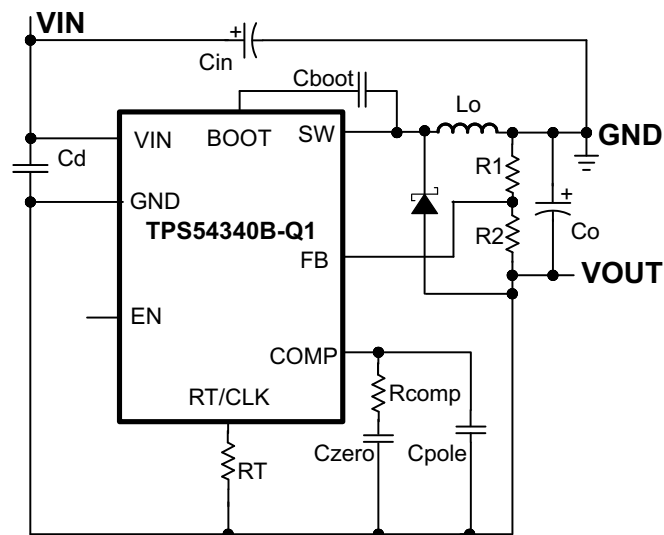 VIN
Cin
Cboot
Lo
VIN
BOOT
SW
GND
Cd
R1
GND
TPS54340B-Q1
R2
Co
FB
VOUT
EN
COMP
RT/CLK
Rcomp
RT
Czero
Cpole
+
+